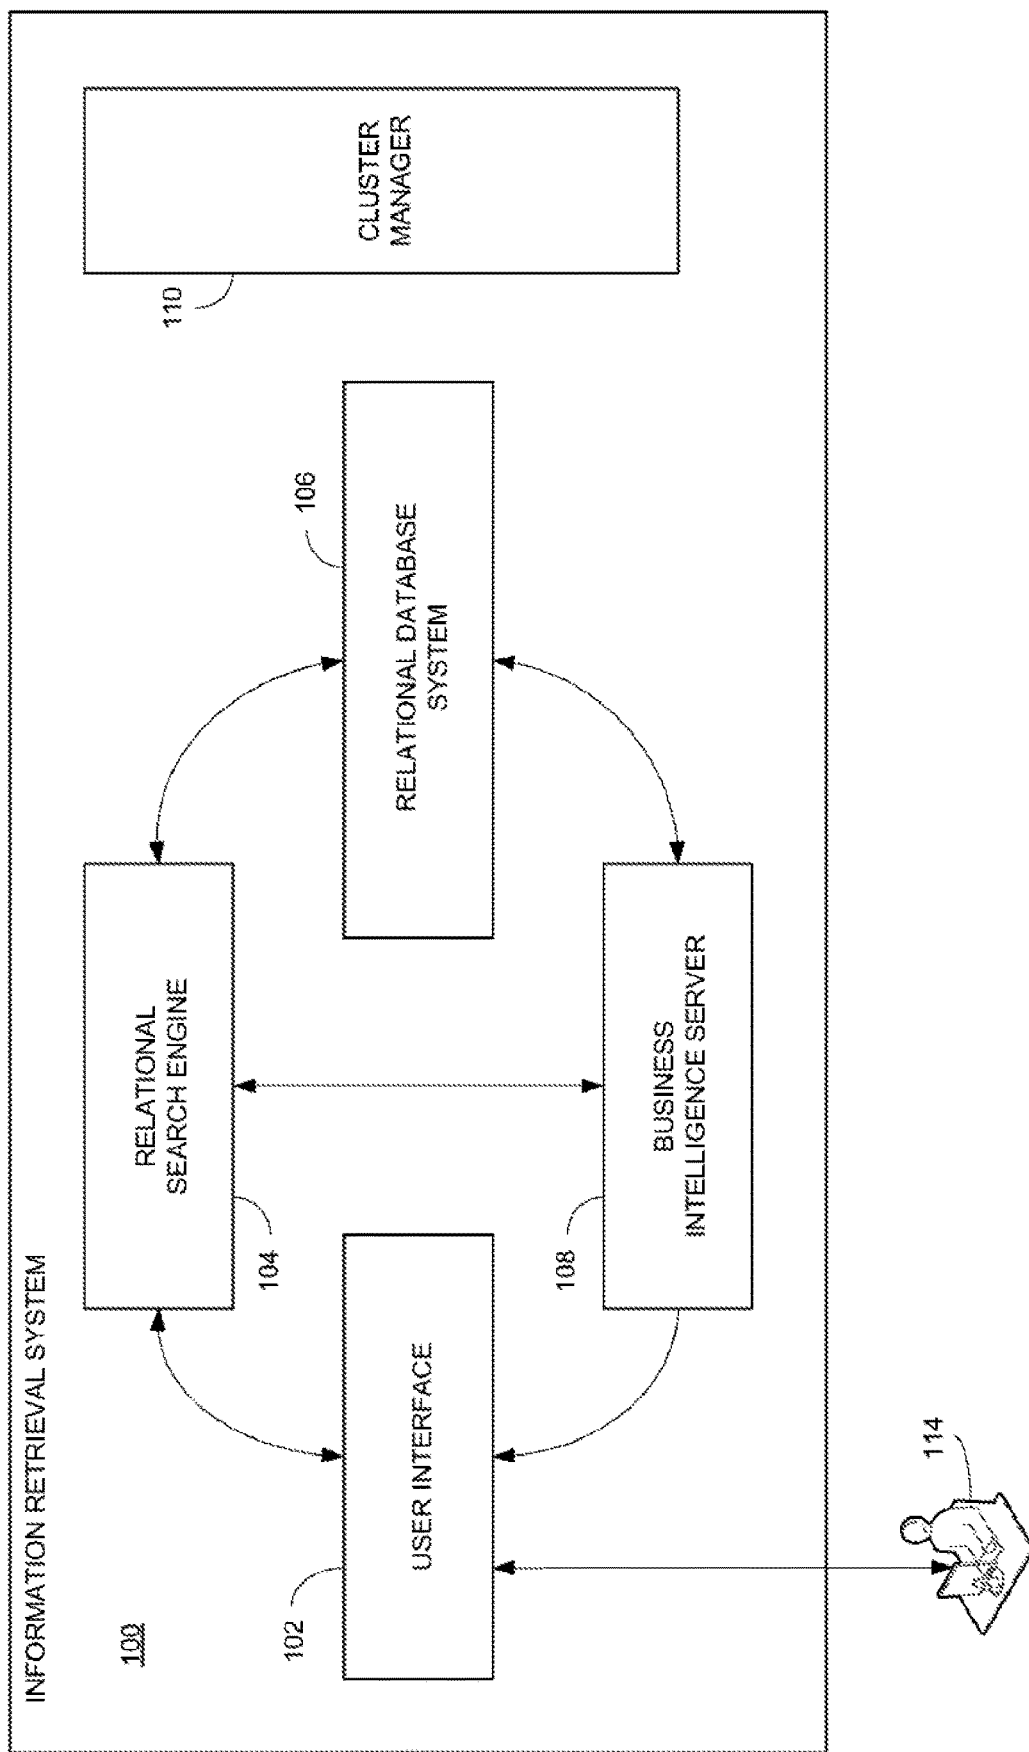 INFORMATION RETRIEVAL SYSTEM
100
102
USER INTERFACE
104
RELATIONAL
SEARCH ENGINE
108
BUSINESS
INTELLIGENCE SERVER
106
RELATIONAL DATABASE
SYSTEM
110
CLUSTER
MANAGER
114